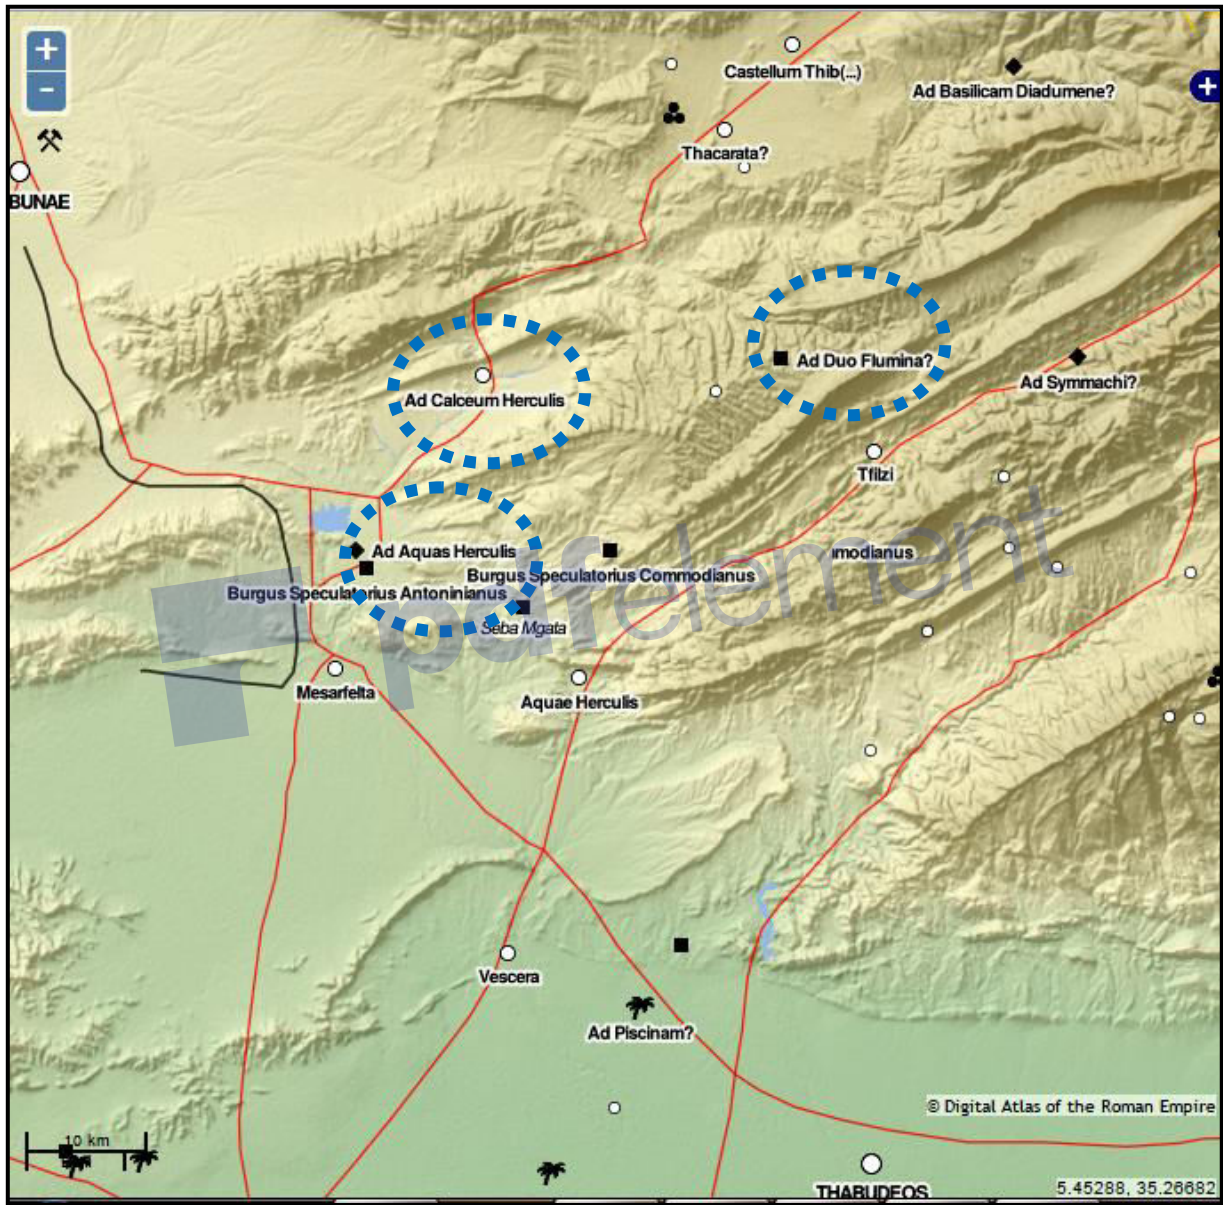 +
-
Castellum Thib(...)
Ad Basilicam Diadumene?
+
Thacarata?
BUNAE
Ad Duo Flumina?
Ad Symmachi?
Ad Calceum Herculis
Tfilzi
Ad Aquas Herculis
mmodianus
Burgus Speculatorius Commodianus
Burgus Speculatorius Antoninianus
Seba Mgata
pdfelement
Mesarfelta
Aquae Herculis
Vescera
Ad Piscinam?
© Digital Atlas of the Roman Empire
10 km
THABUDEOS
5.45288, 35.26682